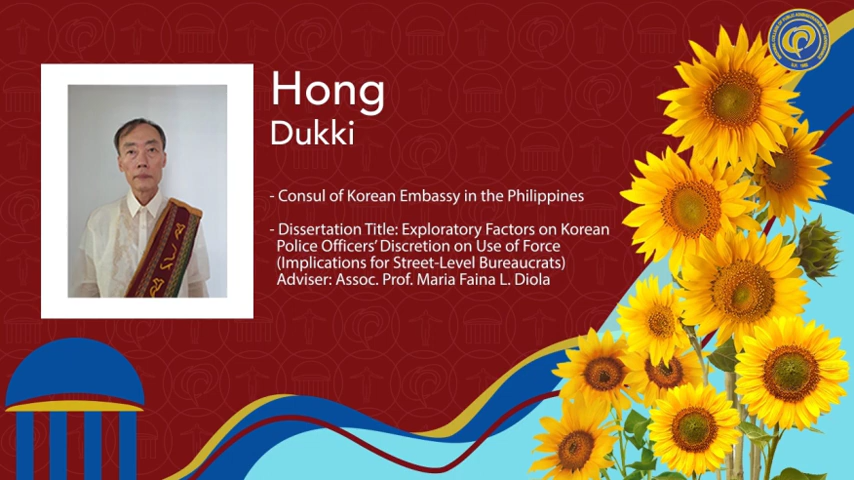 Hong
Dukki
- Consul of Korean Embassy in the Philippines
- Dissertation Title: Exploratory Factors on Korean
Police Officers' Discretion on Use of Force
(Implications for Street-Level Bureaucrats)
Adviser: Assoc. Prof. Maria Faina L. Diola